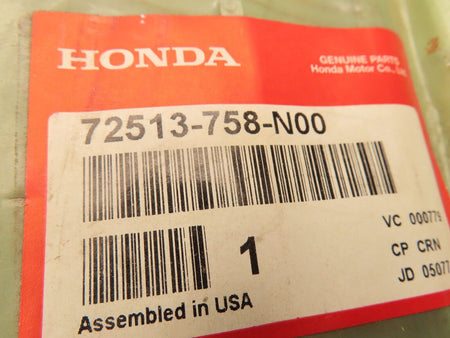 HONDA
GENUINE PARTS
Honda Motor Co.,
72513-758-N00
VC 000779
1
CP CRN
JD 05077
Assembled in USA